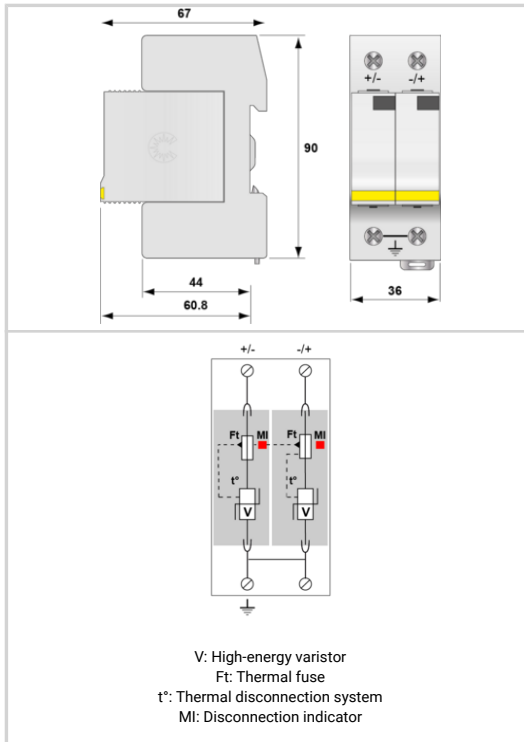 67
+/-
-/+
90
44
60.8
36
+/-
-/+
Ft
MI
Ft
MI
t°
t°
V
V
V: High-energy varistor
Ft: Thermal fuse
t°: Thermal disconnection system
MI: Disconnection indicator